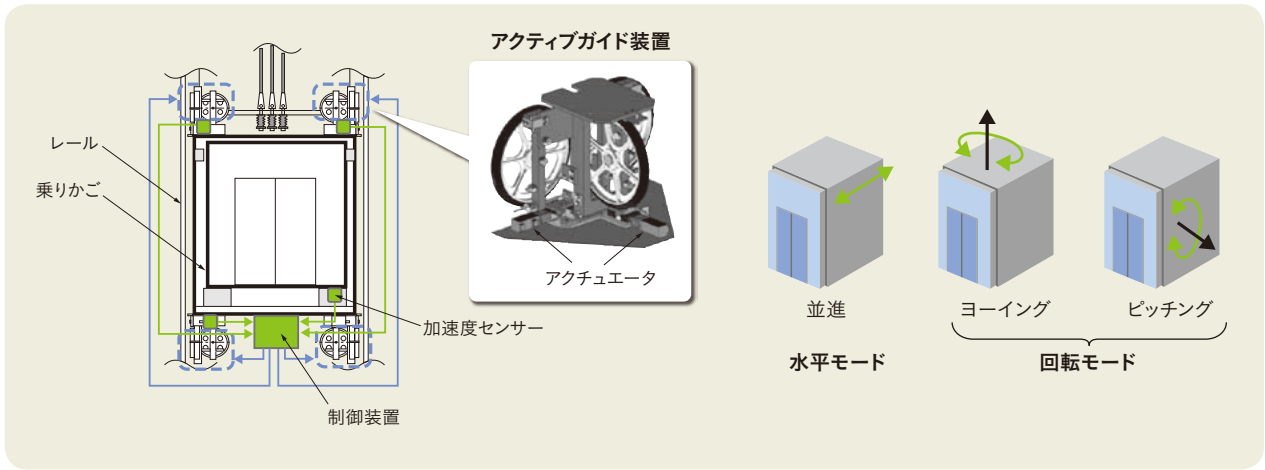 アクティブガイド装置
レール
乗りかご
アクチュエータ
加速度センサー
制御装置
並進
ヨーイング
ピッチング
水平モード
回転モード